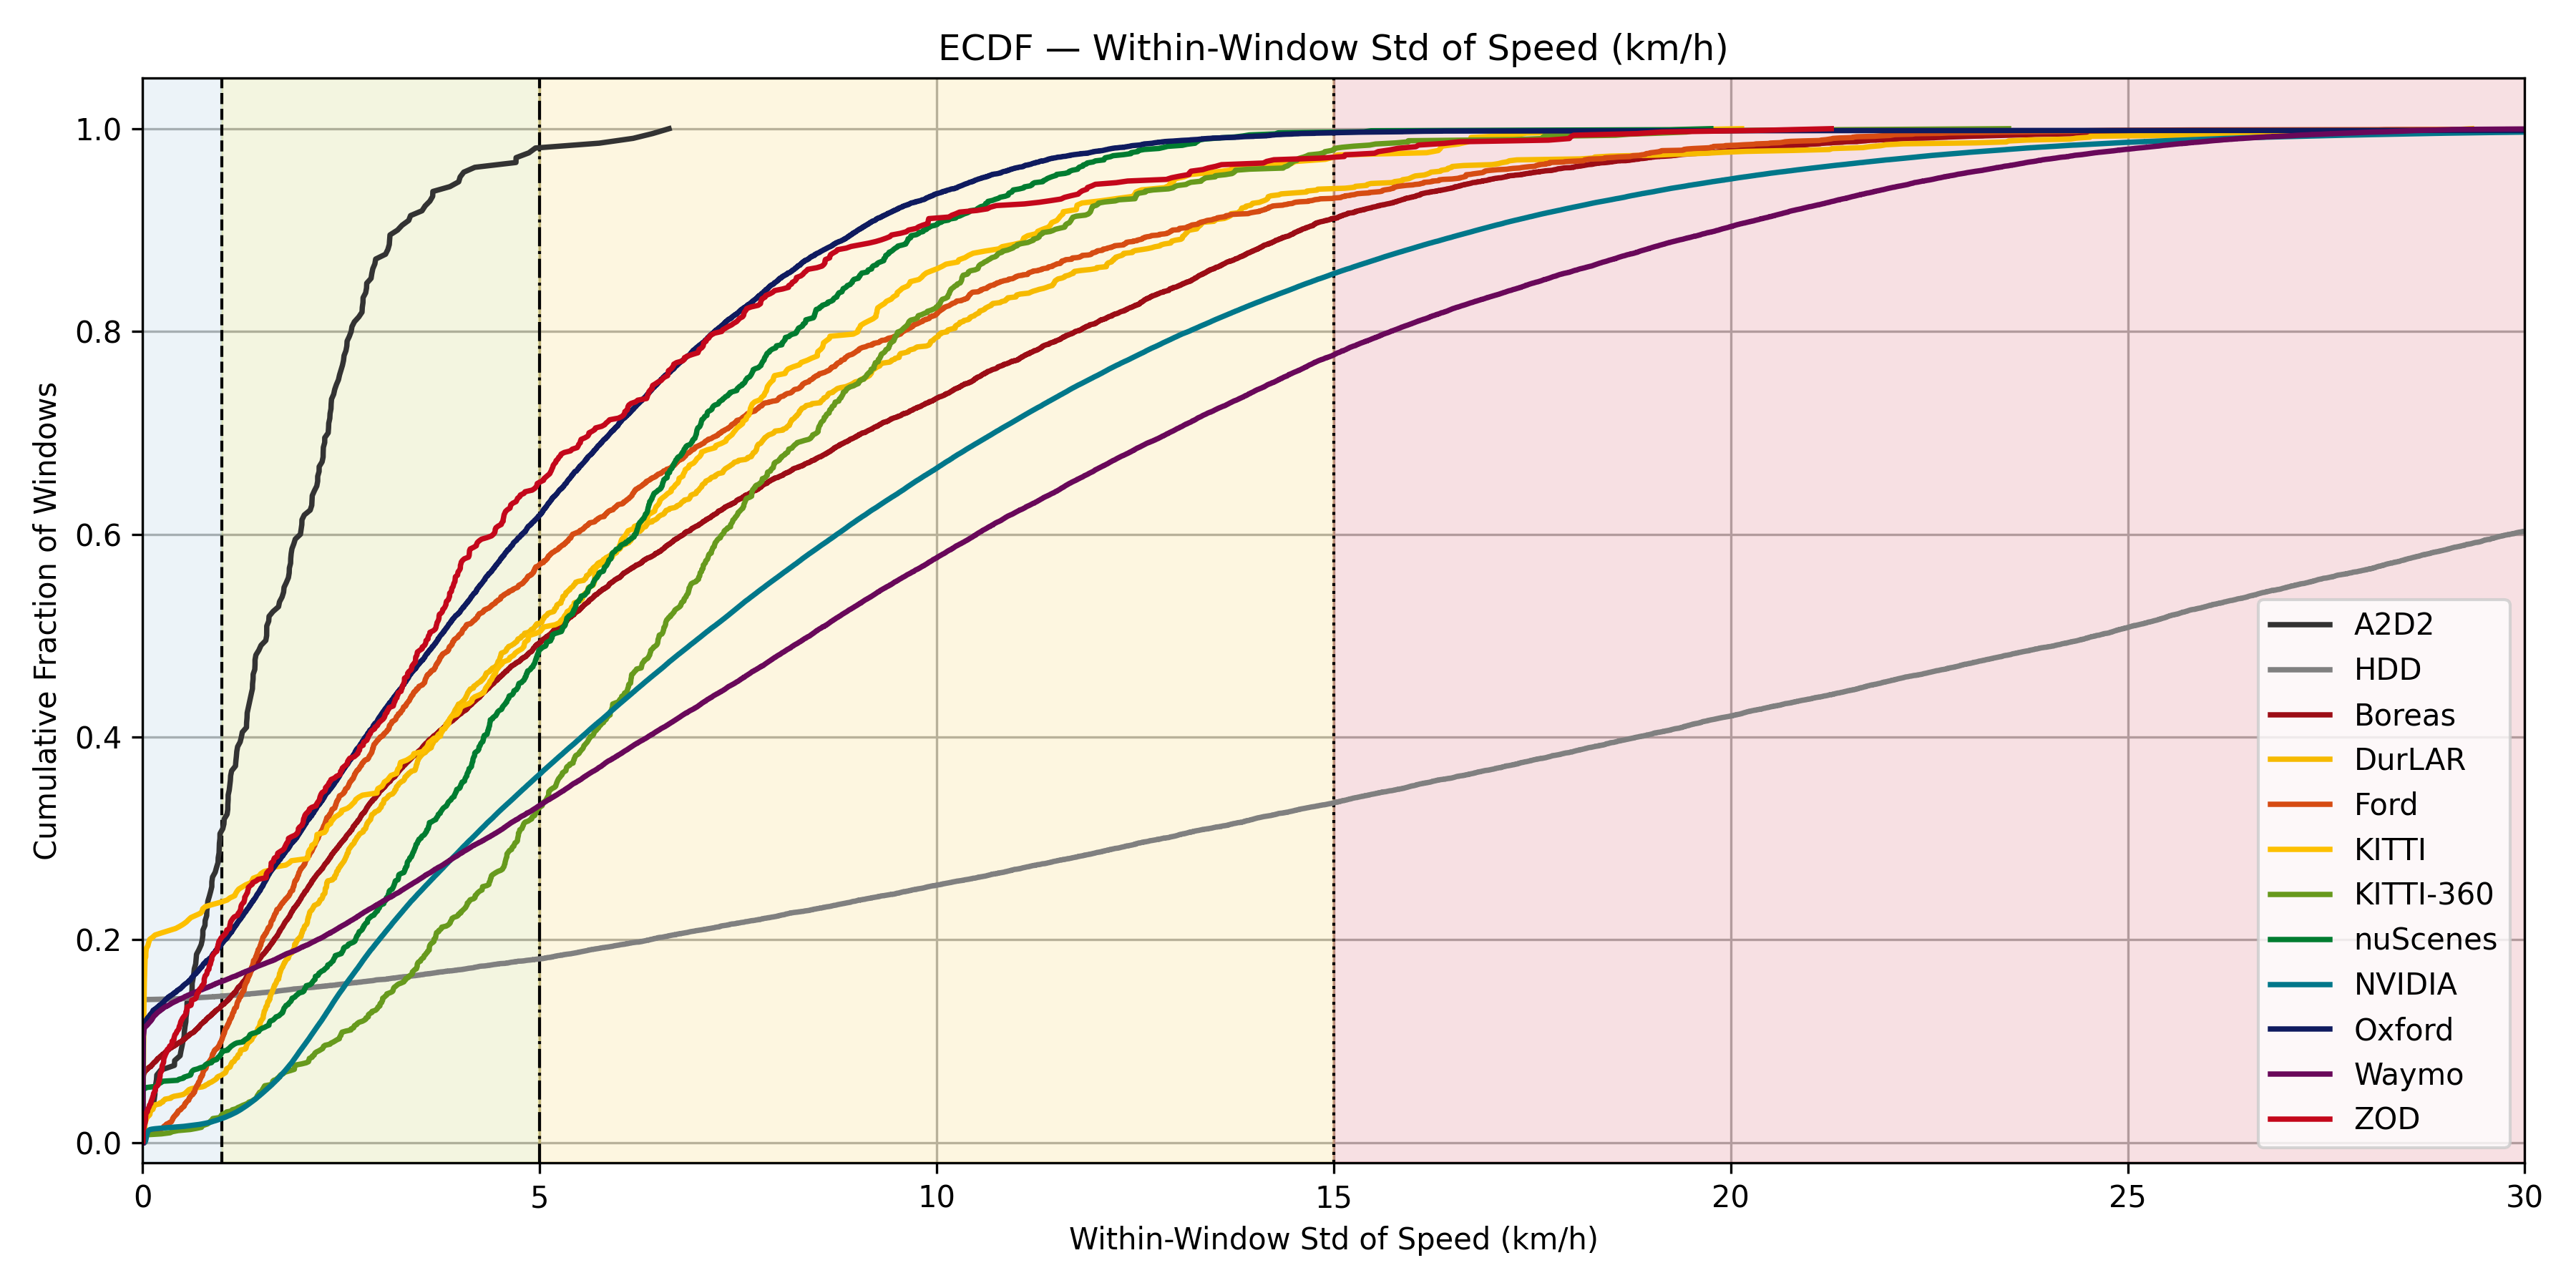 ECDF — Within-Window Std of Speed (km/h)
Cumulative Fraction of Windows
1.0
0.8
0.6
0.4
0.2
0.0
0
5
10
15
20
25
30
Within-Window Std of Speed (km/h)
A2D2
HDD
Boreas
DurLAR
Ford
KITTI
KITTI-360
nuScenes
NVIDIA
Oxford
Waymo
ZOD